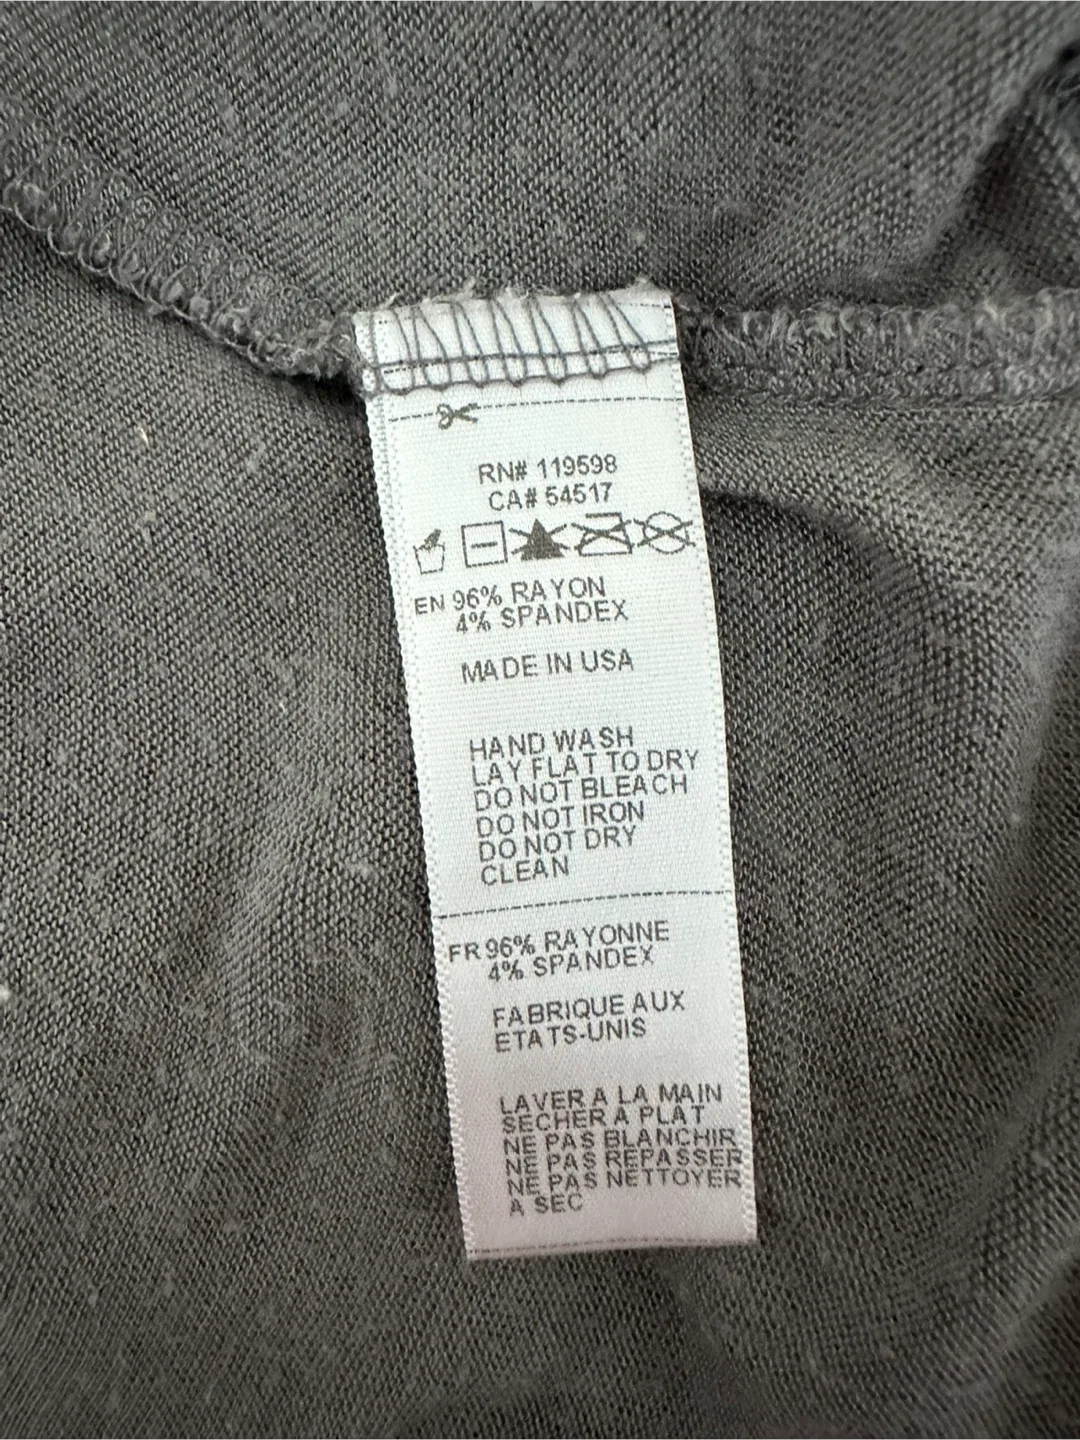 RN# 119598
CA# 54517
EN 96% RAYON
4% SPANDEX
MADE IN USA
HAND WASH
LAY FLAT TO DRY
DO NOT BLEACH
DO NOT IRON
DO NOT DRY
CLEAN
FR 96% RAYONNE
4% SPANDEX
FABRIQUE AUX
ETATS-UNIS
LAVER A LA MAIN
SECHER A PLAT
NE PAS BLANCHIR
NE PAS REPASSER
NE PAS NETTOYER
A SEC